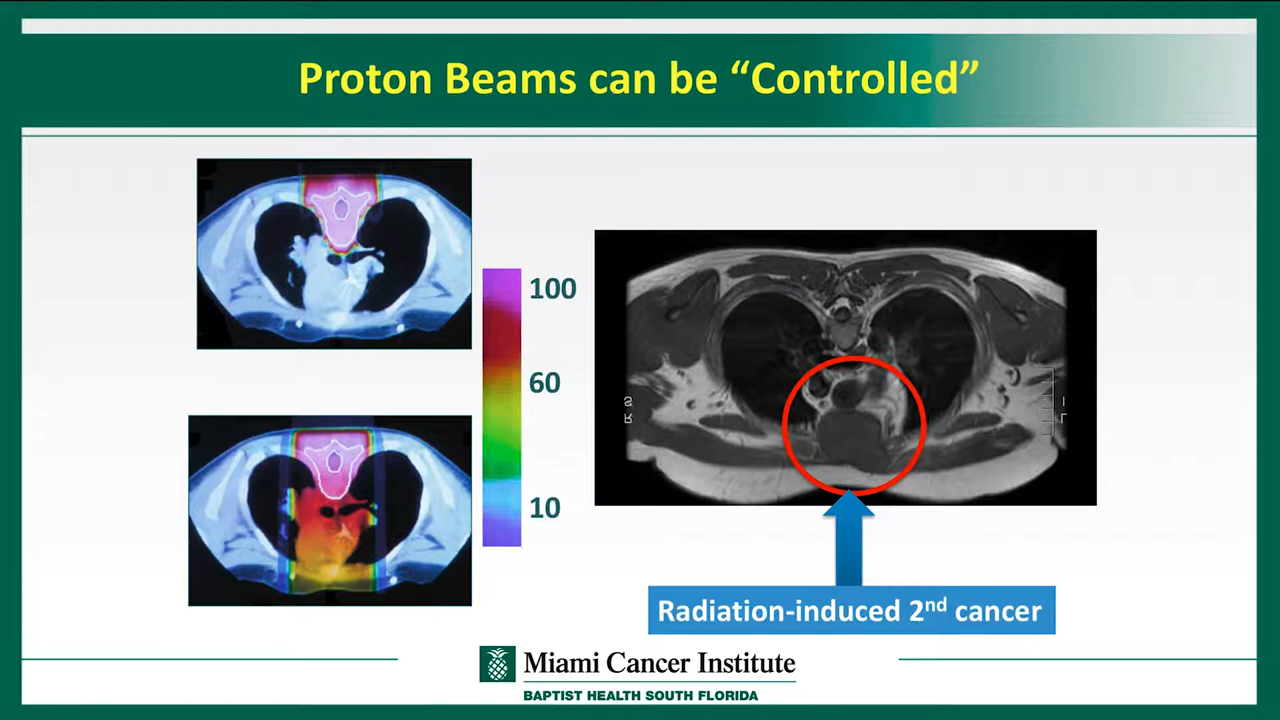 Proton Beams can be “Controlled”
100
60
10
S
R
L
Radiation-induced 2nd cancer
Miami Cancer Institute
BAPTIST HEALTH SOUTH FLORIDA